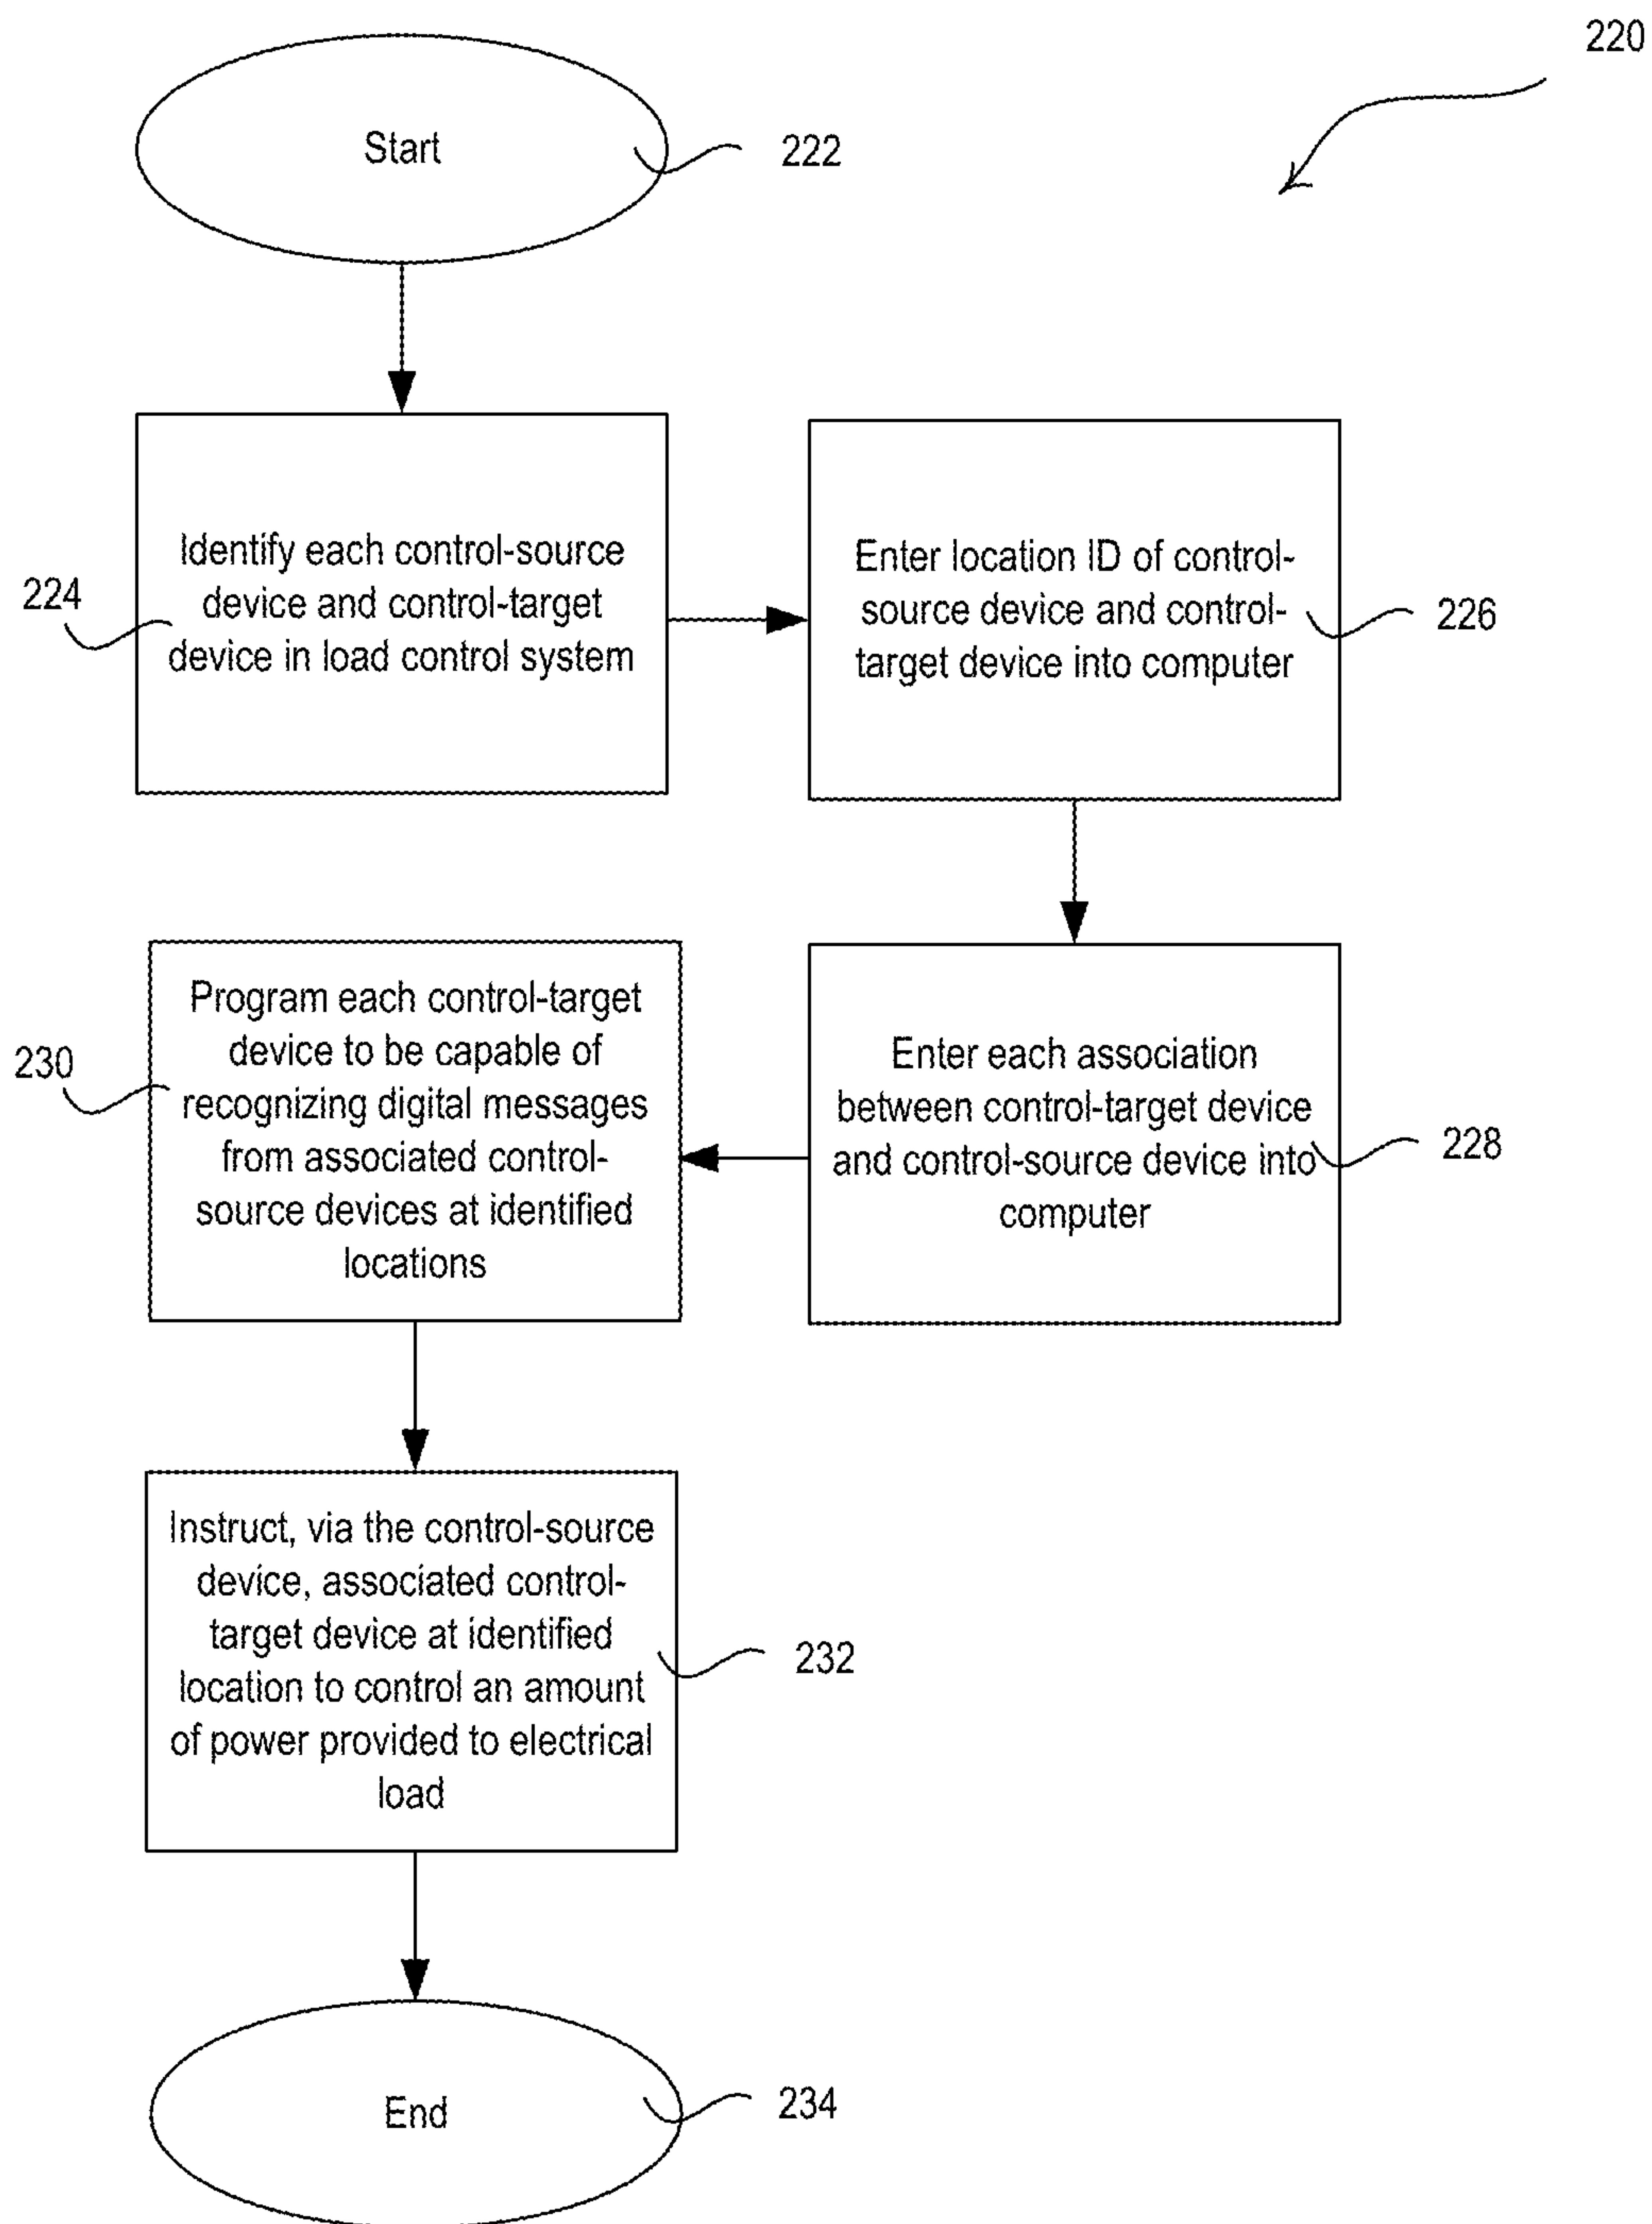 220
Start
222
Identify each control-source
device and control-target
device in load control system
224
Enter location ID of control-
source device and control-
target device into computer
226
Enter each association
between control-target device
and control-source device into
computer
228
Program each control-target
device to be capable of
recognizing digital messages
from associated control-
source devices at identified
locations
230
Instruct, via the control-source
device, associated control-
target device at identified
location to control an amount
of power provided to electrical
load
232
End
234